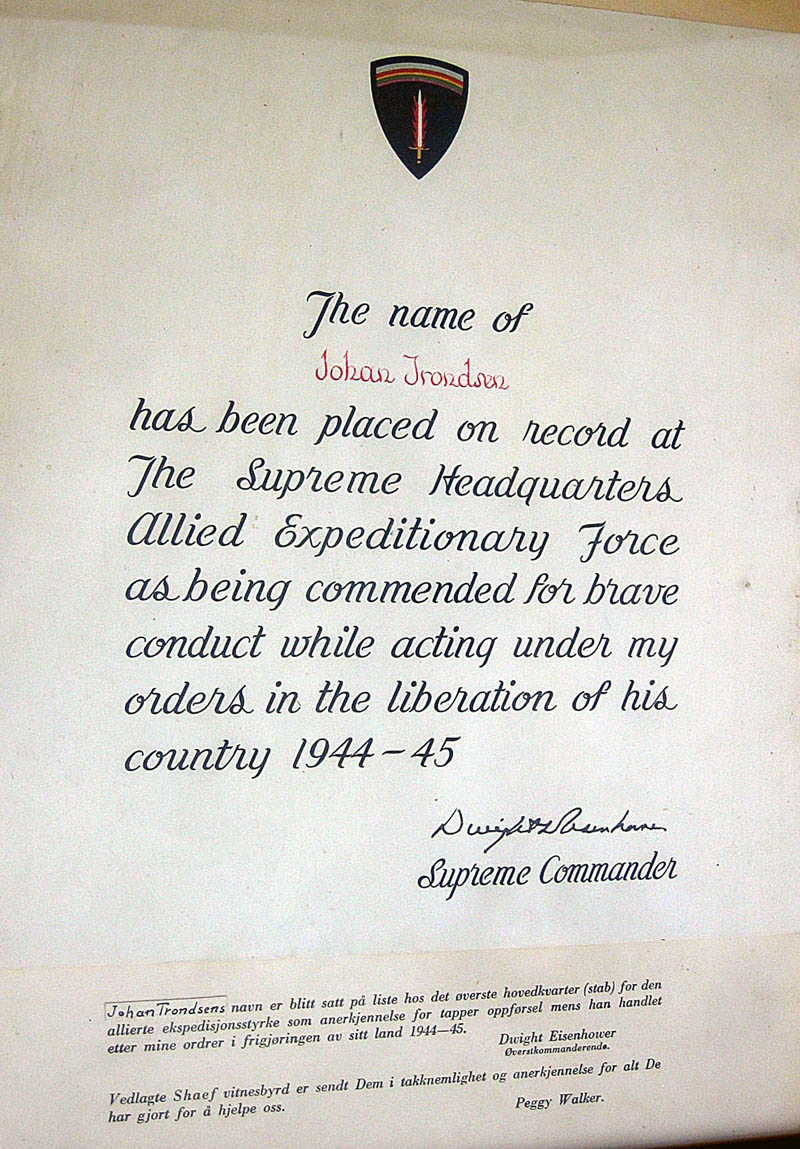 The name of
Johan Trondsen
has been placed on record at
The Supreme Headquarters
Allied Expeditionary Force
as being commended for brave
conduct while acting under my
orders in the liberation of his
country 1944–45
Dwight D Eisenhower
Supreme Commander
Johan Trondsens navn er blitt satt på liste hos det øverste hovedkvarter (stab) for den
allierte ekspedisjonsstyrke som anerkjennelse for tapper oppførsel mens han handlet
etter mine ordrer i frigjøringen av sitt land 1944—45.
Dwight Eisenhower
Øverstkommanderende.
Vedlagte Shaef vitnesbyrd er sendt Dem i takknemlighet og anerkjennelse for alt De
har gjort for å hjelpe oss.
Peggy Walker.